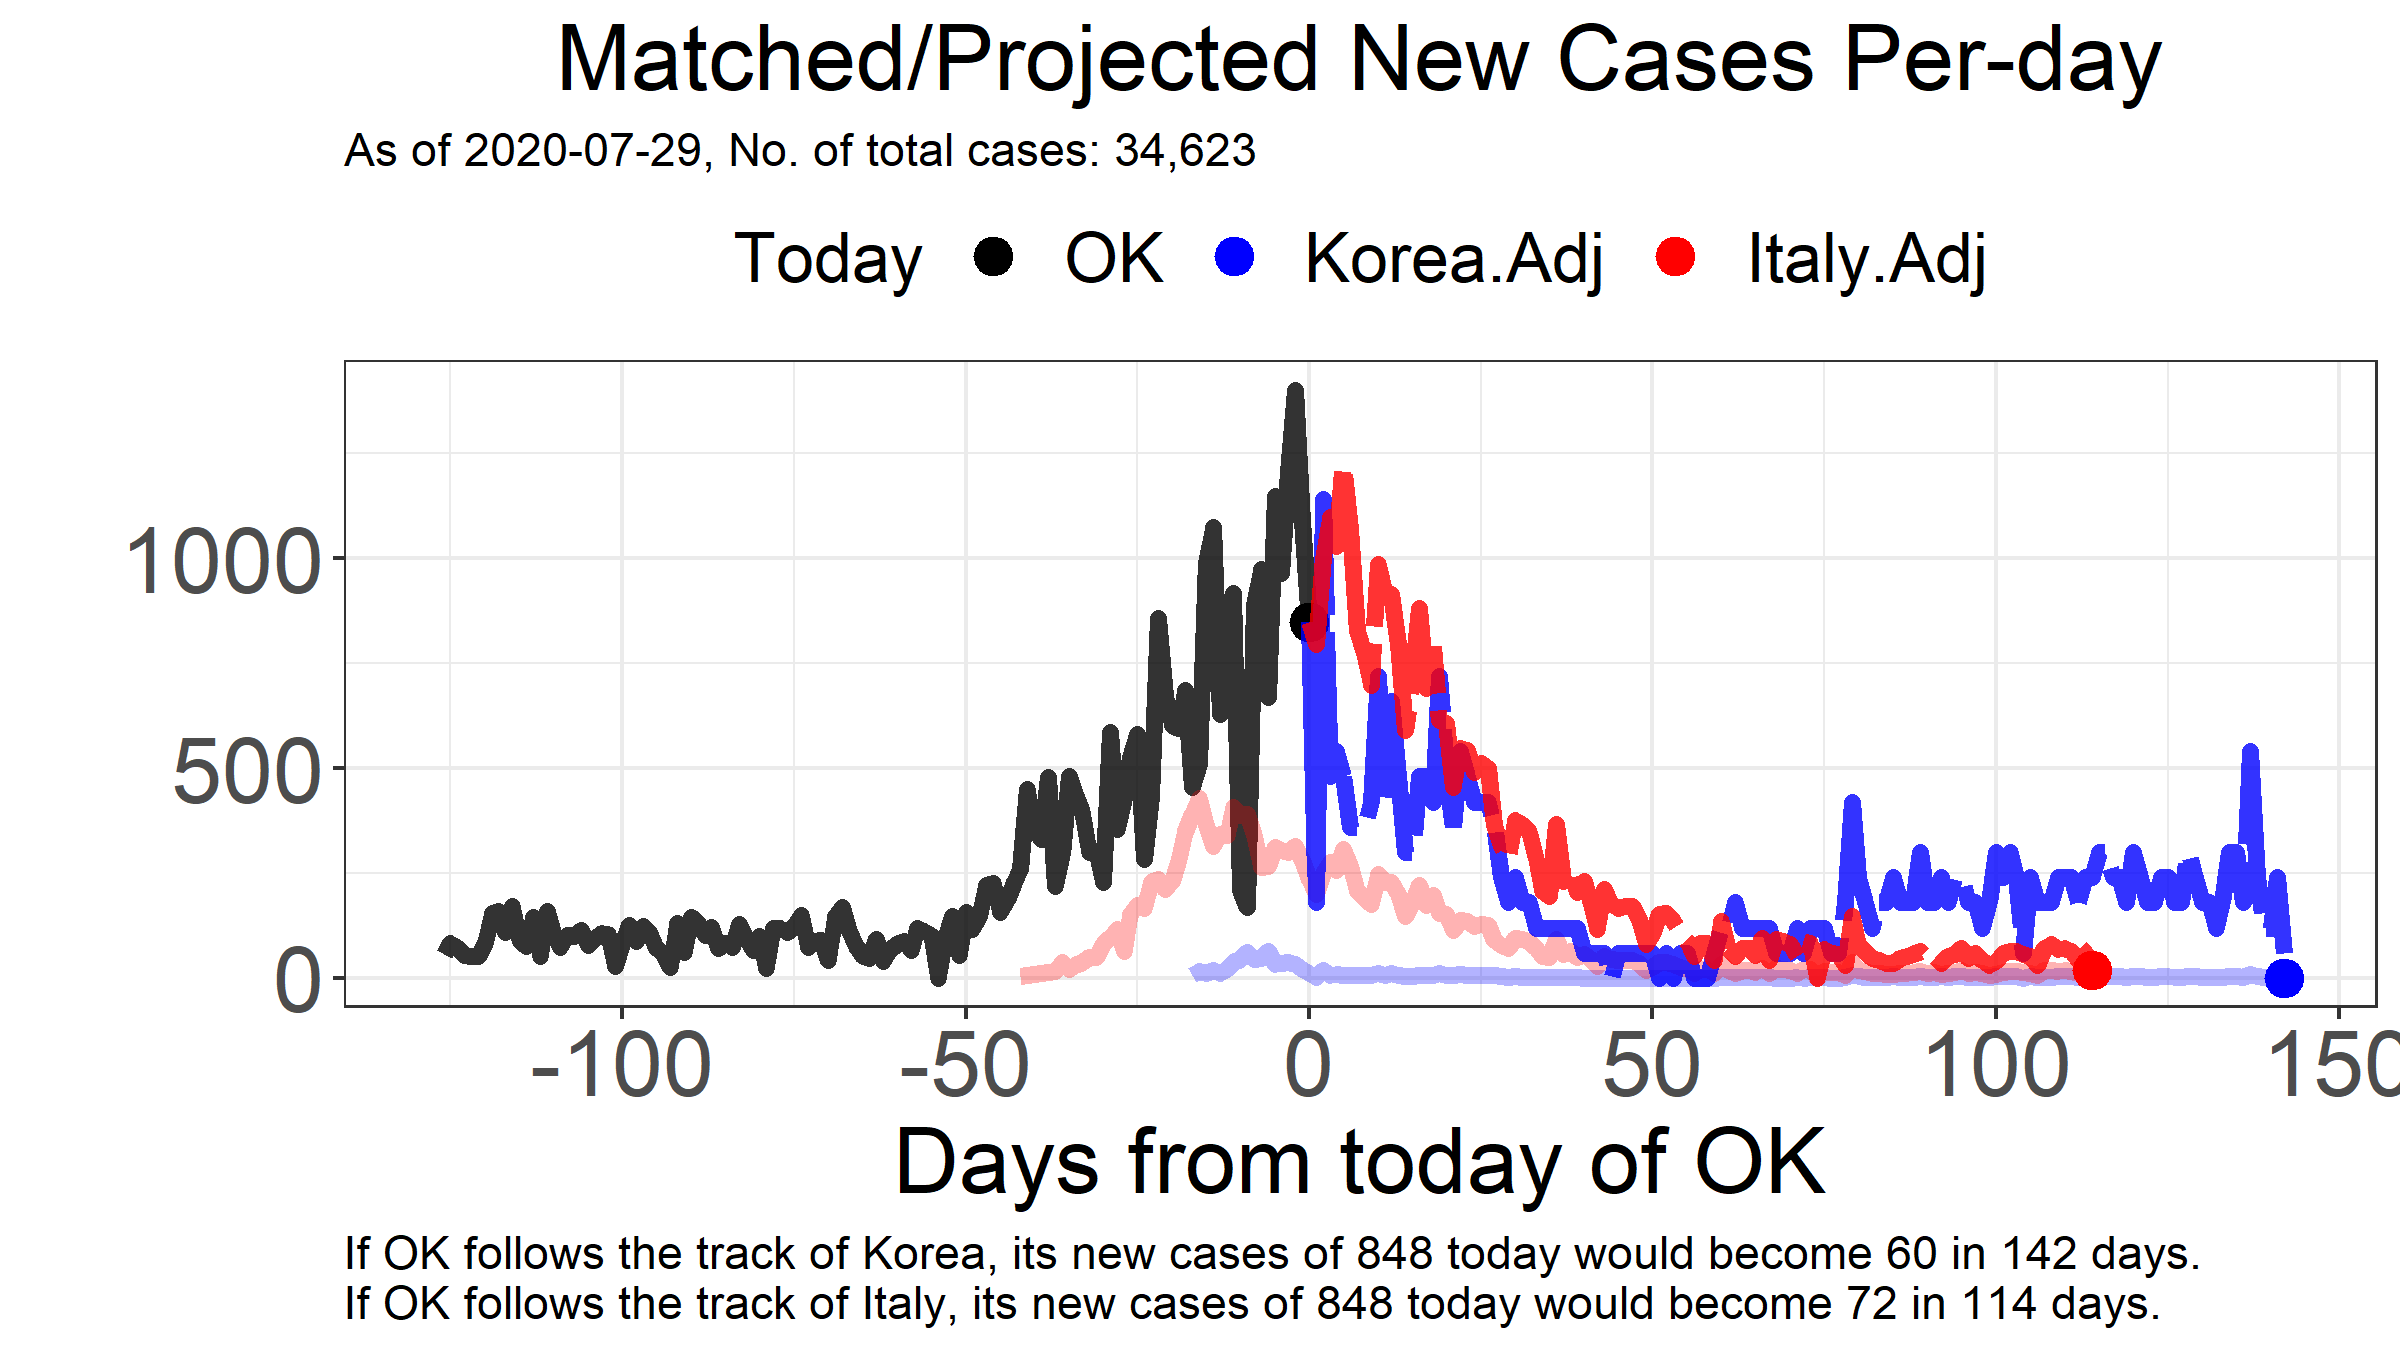 Matched/Projected New Cases Per-day
As of 2020-07-29, No. of total cases: 34,623
Today OK Korea.Adj Italy.Adj
1000
500
0
-100 -50 0 50 100 150
Days from today of OK
If OK follows the track of Korea, its new cases of 848 today would become 60 in 142 days.
If OK follows the track of Italy, its new cases of 848 today would become 72 in 114 days.